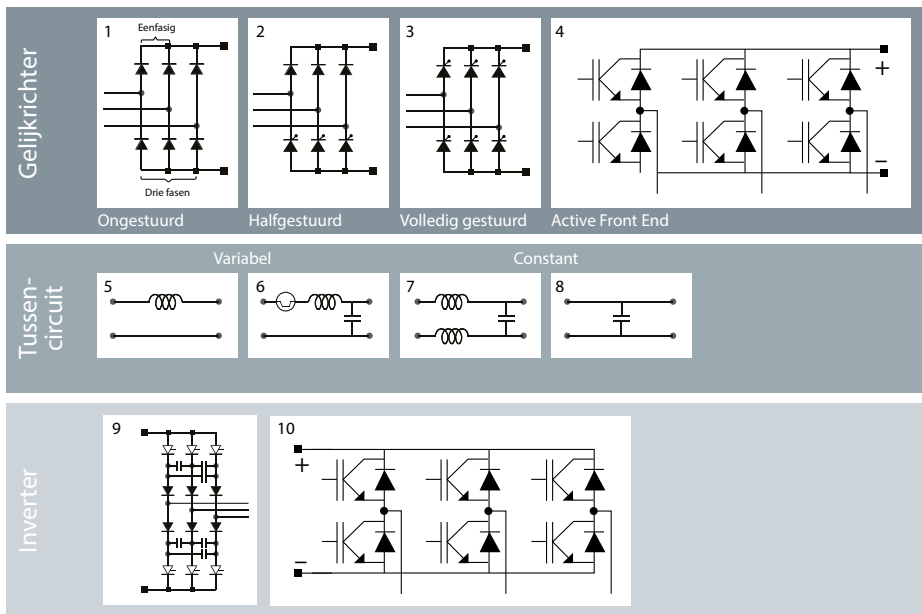 Gelijkrichter
1
Eenfasig
Drie fasen
Ongestuurd
2
Halfgestuurd
3
Volledig gestuurd
4
+
−
Active Front End
Tussen-
circuit
Variabel
Constant
5
6
7
8
Inverter
9
10
+
−